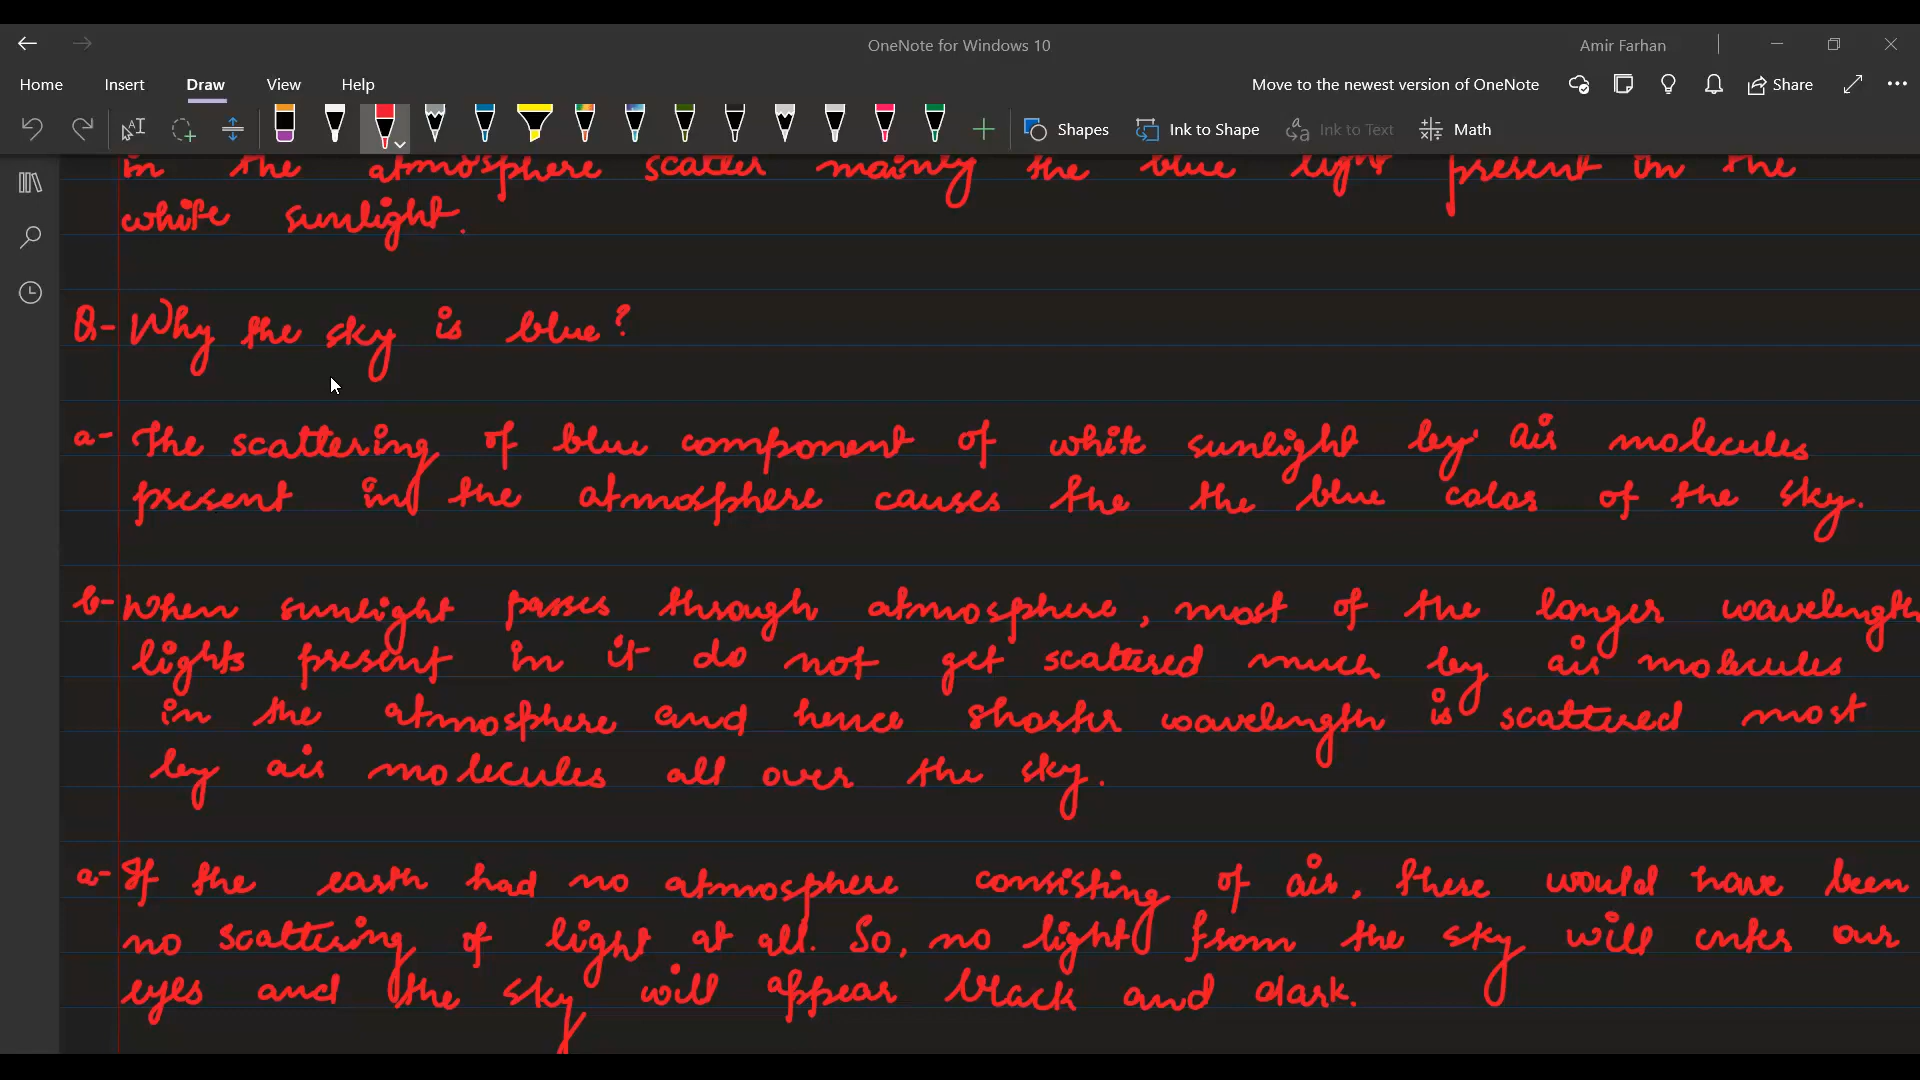 OneNote for Windows 10
Amir Farhan
Home Insert Draw View Help
Move to the newest version of OneNote Share
Shapes Ink to Shape Ink to Text Math
in the atmosphere scatter mainly the blue light present in the
white sunlight.
Q- Why the sky is blue?
a- The scattering of blue component of white sunlight by air molecules
present in the atmosphere causes the the blue color of the sky.
b- When sunlight passes through atmosphere, most of the longer wavelength
lights present in it do not get scattered much by air molecules
in the atmosphere and hence shorter wavelength is scattered most
by air molecules all over the sky.
a- If the earth had no atmosphere consisting of air, there would have been
no scattering of light at all. So, no light from the sky will enter our
eyes and the sky will appear black and dark.